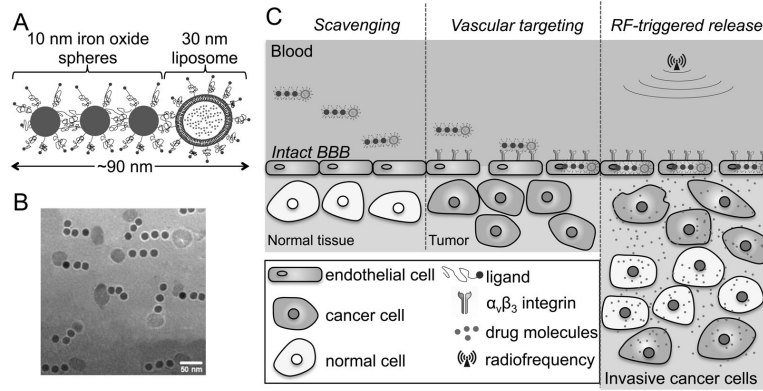 A
10 nm iron oxide
spheres
30 nm
liposome
~90 nm
B
50 nm
C
Scavenging
Vascular targeting
RF-triggered release
Blood
Intact BBB
Normal tissue
Tumor
endothelial cell
cancer cell
normal cell
ligand
αvβ3 integrin
drug molecules
radiofrequency
Invasive cancer cells